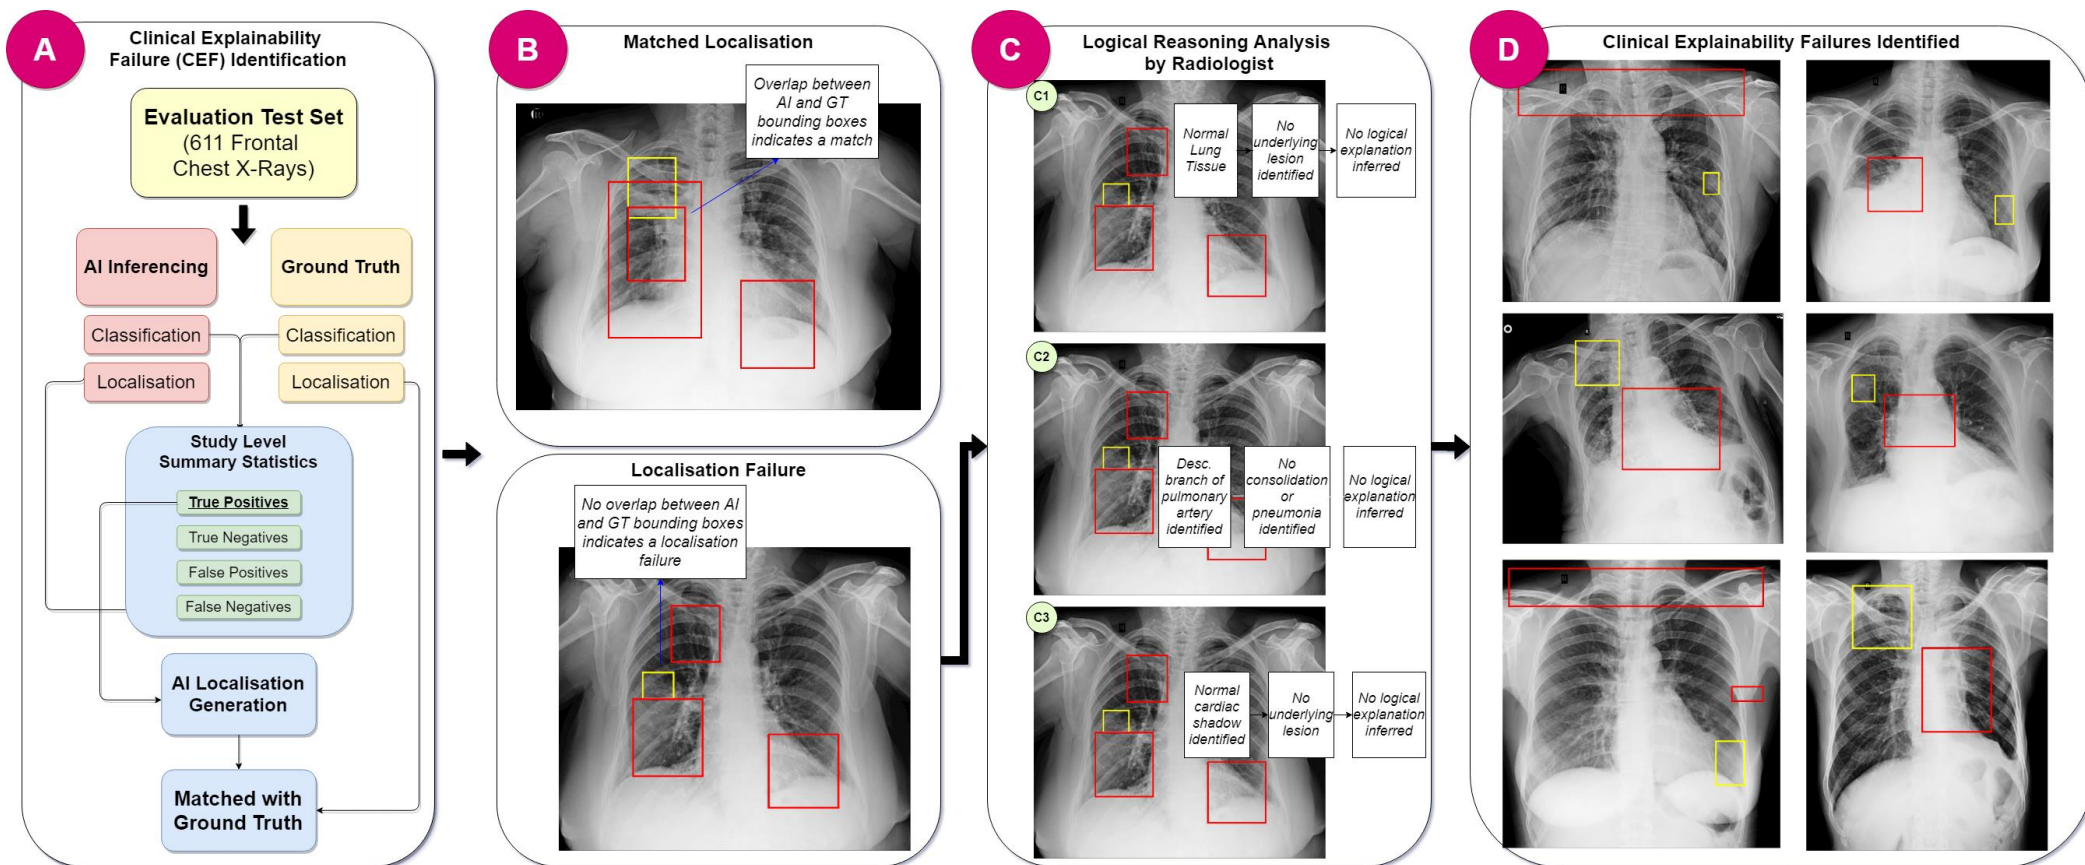 A
Clinical Explainability
Failure (CEF) Identification
Evaluation Test Set
(611 Frontal
Chest X-Rays)
AI Inferencing
Ground Truth
Classification
Classification
Localisation
Localisation
Study Level
Summary Statistics
True Positives
True Negatives
False Positives
False Negatives
AI Localisation
Generation
Matched with
Ground Truth
B
Matched Localisation
Overlap between
AI and GT
bounding boxes
indicates a match
Localisation Failure
No overlap between AI
and GT bounding boxes
indicates a localisation
failure
C
Logical Reasoning Analysis
by Radiologist
C1
Normal
Lung
Tissue
No
underlying
lesion
identified
No logical
explanation
inferred
C2
Desc.
branch of
pulmonary
artery
identified
No
consolidation
or
pneumonia
identified
No logical
explanation
inferred
C3
Normal
cardiac
shadow
identified
No
underlying
lesion
No logical
explanation
inferred
D
Clinical Explainability Failures Identified